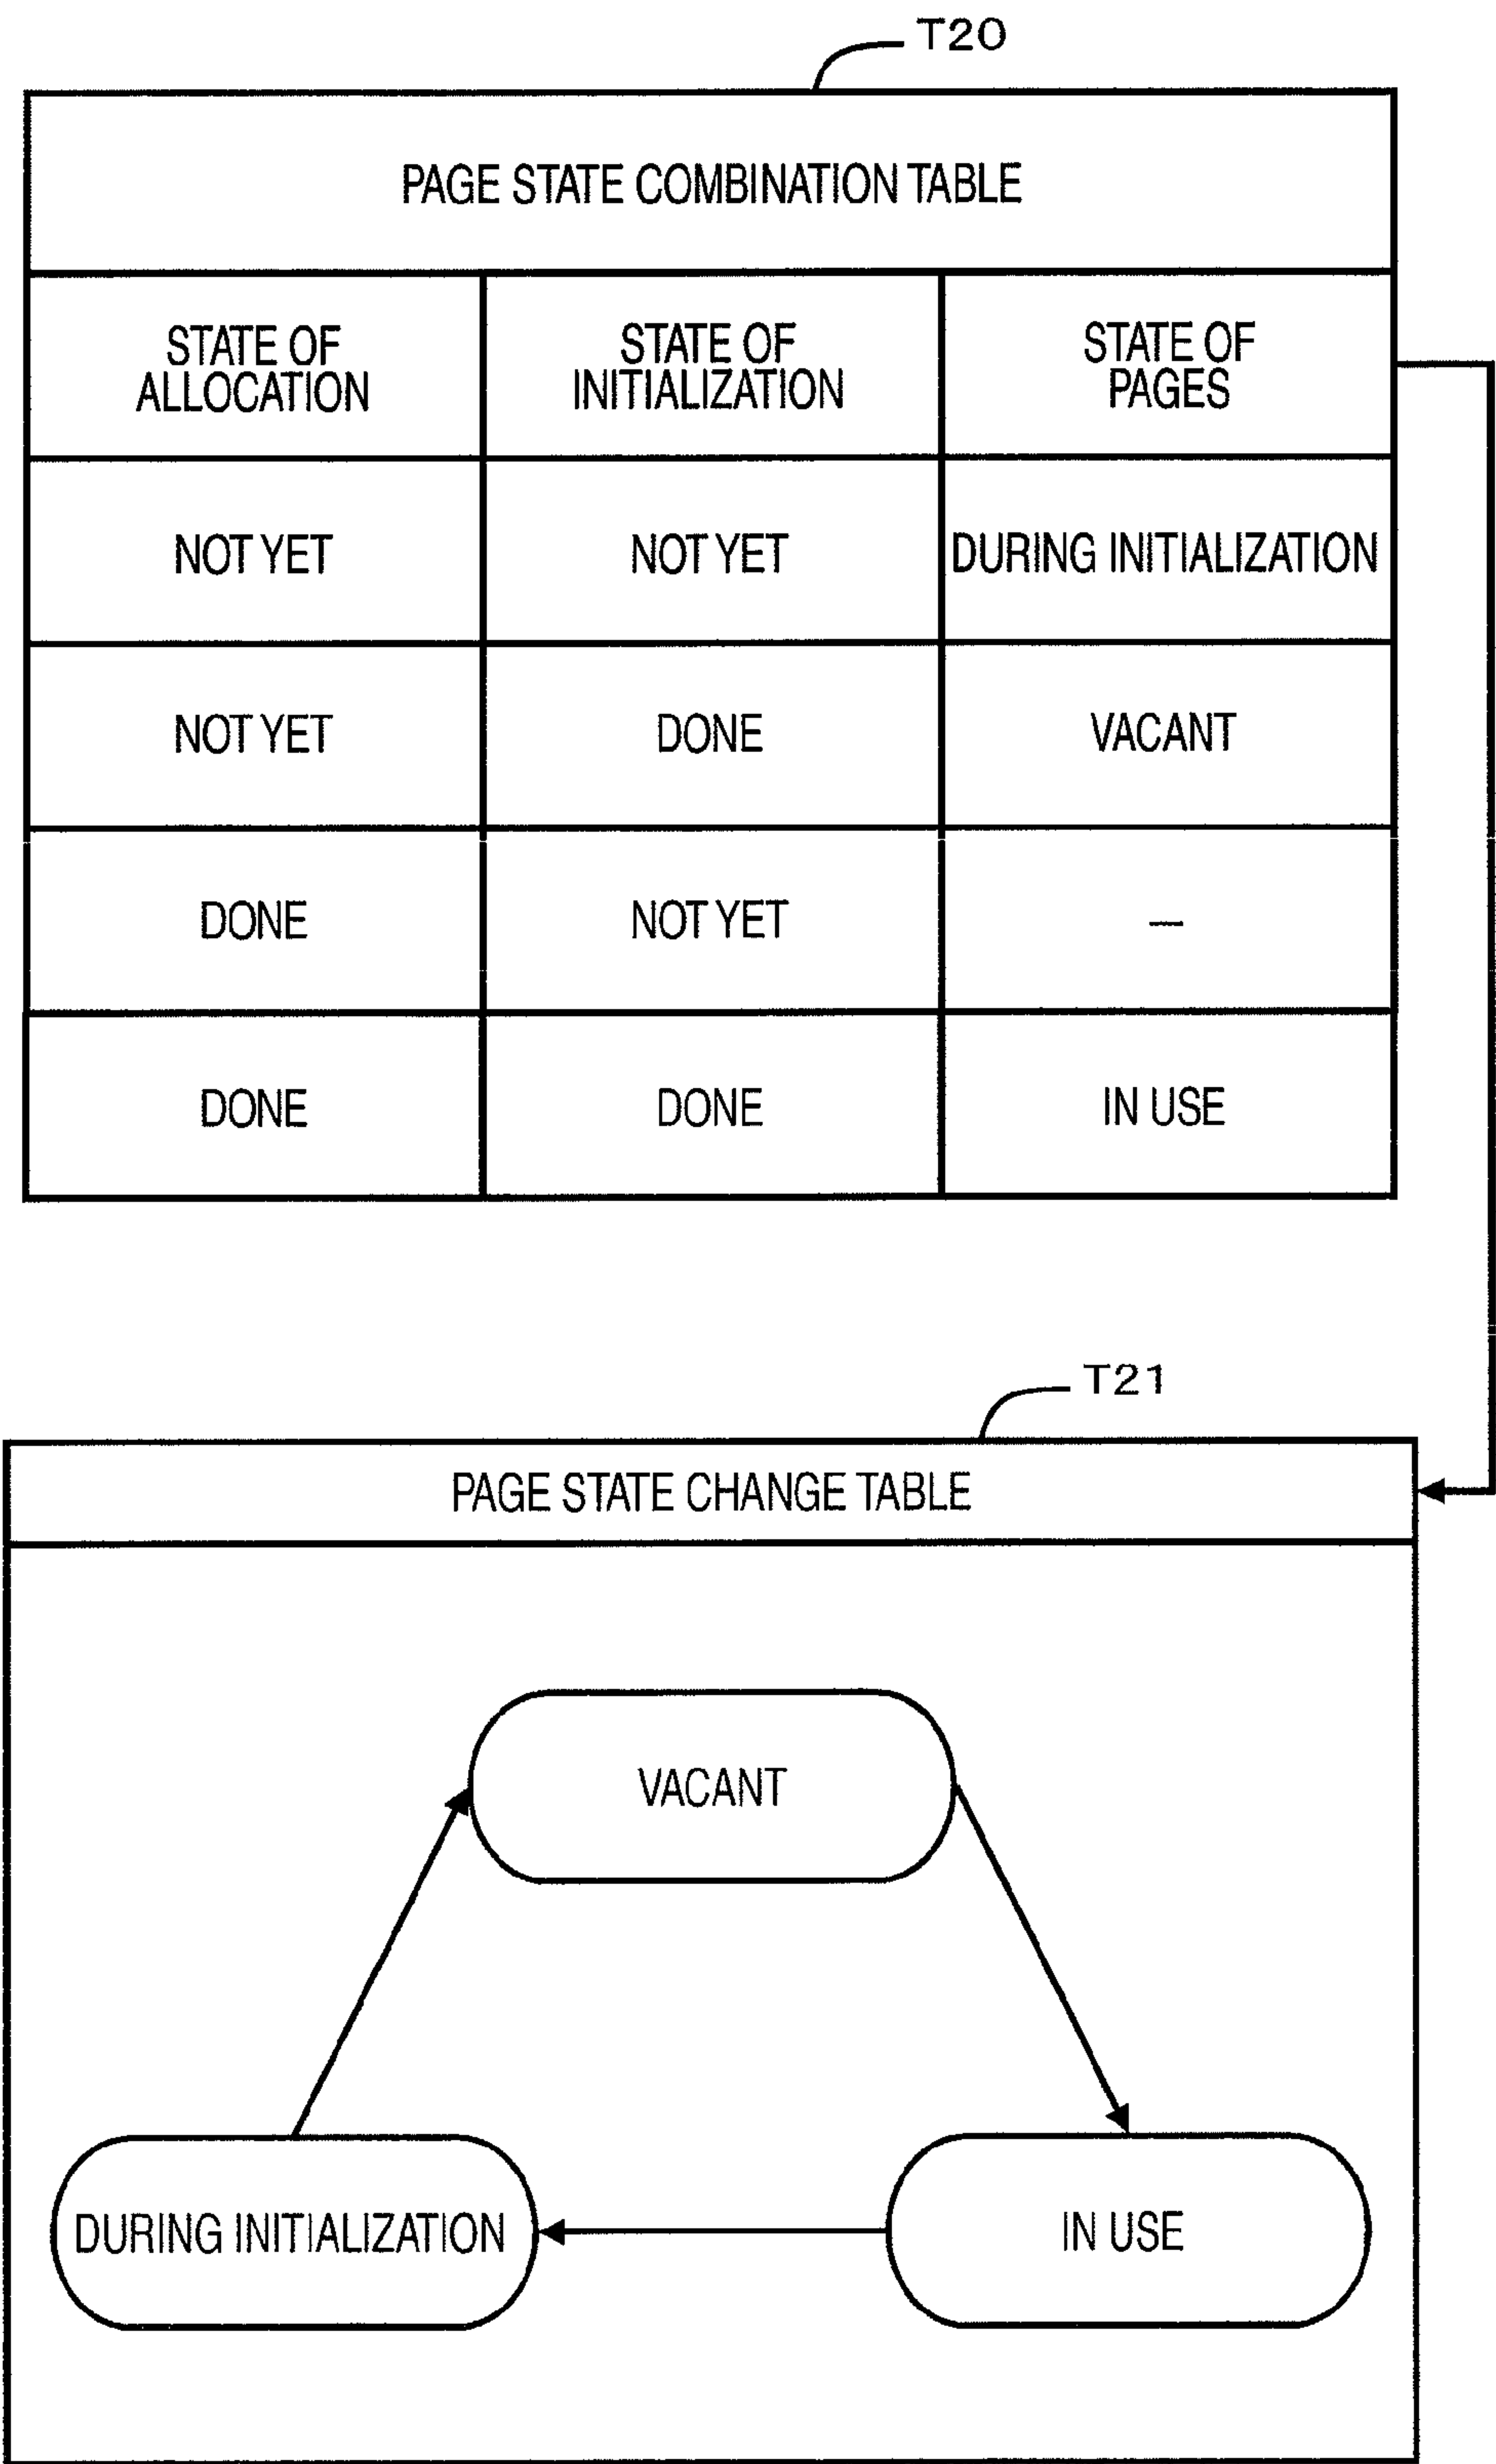 T20
PAGE STATE COMBINATION TABLE
STATE OF ALLOCATION
STATE OF INITIALIZATION
STATE OF PAGES
NOT YET
NOT YET
DURING INITIALIZATION
NOT YET
DONE
VACANT
DONE
NOT YET
—
DONE
DONE
IN USE
T21
PAGE STATE CHANGE TABLE
VACANT
DURING INITIALIZATION
IN USE